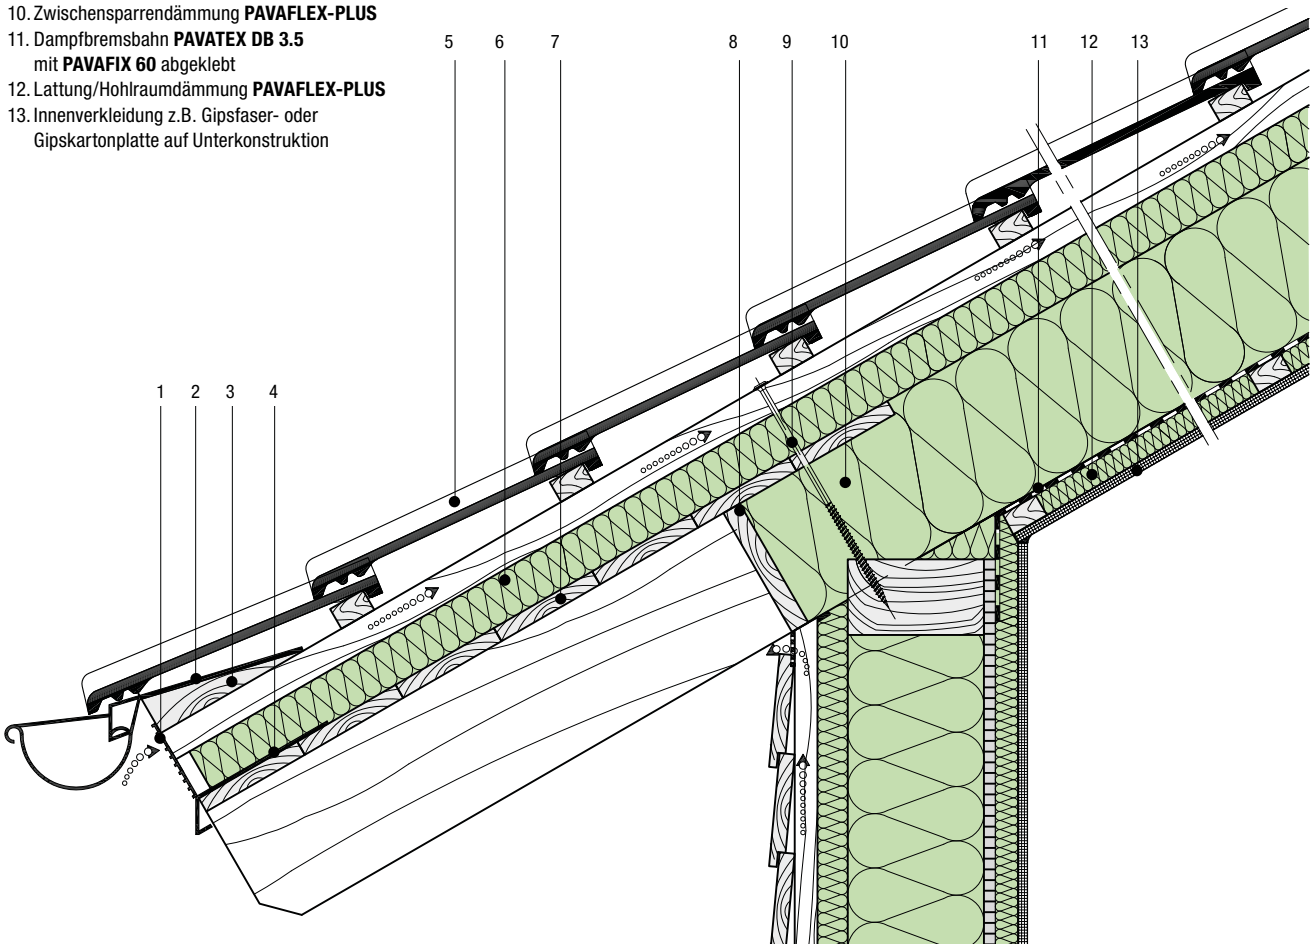 10. Zwischensparrendämmung PAVAFLEX-PLUS
11. Dampfbremsbahn PAVATEX DB 3.5
mit PAVAFIX 60 abgeklebt
12. Lattung/Hohlraumdämmung PAVAFLEX-PLUS
13. Innenverkleidung z.B. Gipsfaser- oder
Gipskartonplatte auf Unterkonstruktion
5 6 7 8 9 10 11 12 13
1 2 3 4